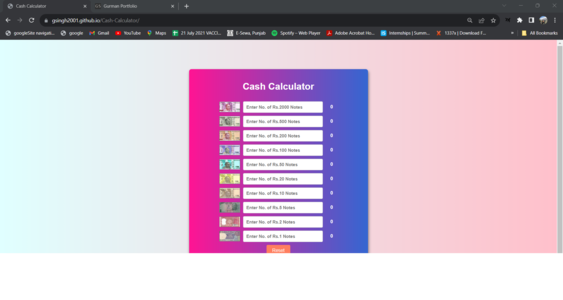 Cash Calculator
Gurman Portfolio
gsingh2001.github.io/Cash-Calculator/
googleSite navigati...
google
Gmail
YouTube
Maps
21 July 2021 VACCI...
E-Sewa, Punjab
Spotify - Web Player
Adobe Acrobat Ho...
1337x | Download F...
All Bookmarks
Cash Calculator
Enter No. of Rs.2000 Notes 0
Enter No. of Rs.500 Notes 0
Enter No. of Rs.200 Notes 0
Enter No. of Rs.100 Notes 0
Enter No. of Rs.50 Notes 0
Enter No. of Rs.20 Notes 0
Enter No. of Rs.10 Notes 0
Enter No. of Rs.5 Notes 0
Enter No. of Rs.2 Notes 0
Enter No. of Rs.1 Notes 0
Reset